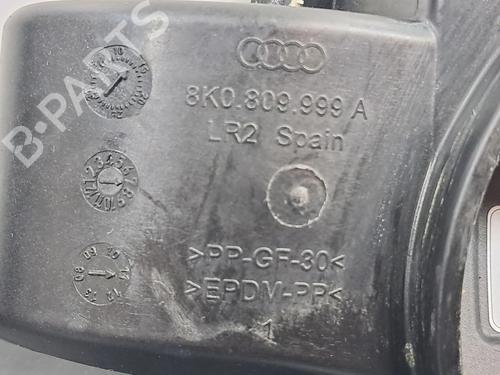 8K0.809.999 A
LR2 Spain
>PP-GF-30<
>EPDM-PP<
1
B-PARTS